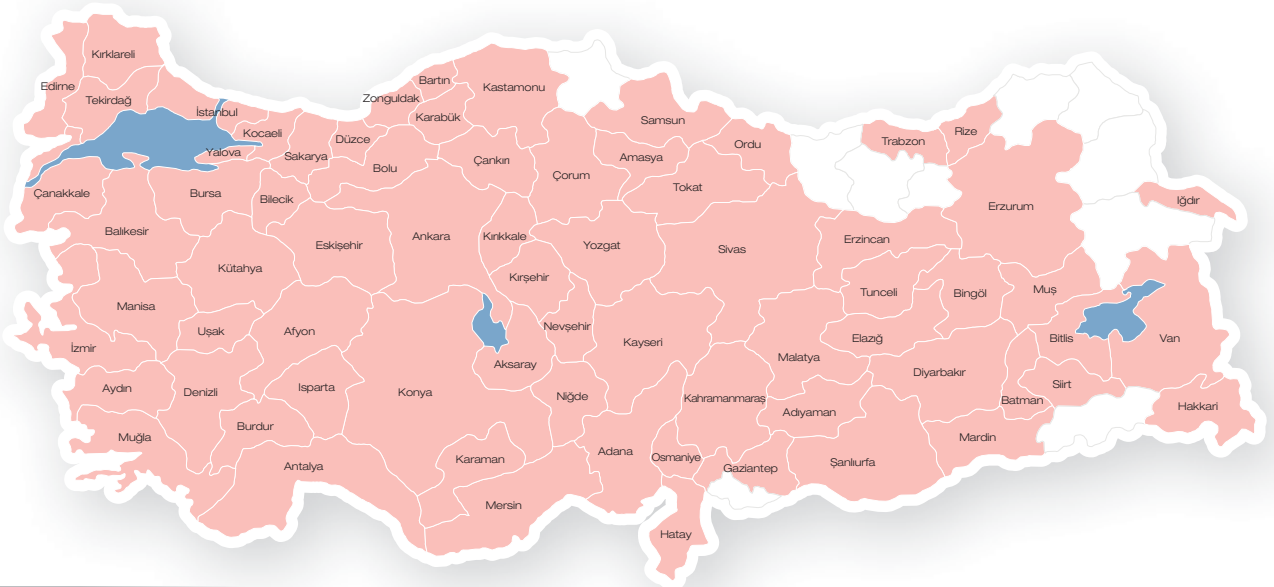 Kırklareli
Edirne
Tekirdağ
İstanbul
Kocaeli
Yalova
Sakarya
Düzce
Zonguldak
Bartın
Karabük
Kastamonu
Bolu
Çankırı
Çorum
Samsun
Amasya
Ordu
Tokat
Trabzon
Rize
Erzurum
Iğdır
Çanakkale
Bursa
Bilecik
Balıkesir
Eskişehir
Ankara
Kırıkkale
Yozgat
Sivas
Erzincan
Kütahya
Kırşehir
Tunceli
Bingöl
Muş
Manisa
Uşak
Afyon
Nevşehir
Kayseri
Elazığ
Bitlis
Van
İzmir
Aksaray
Malatya
Diyarbakır
Siirt
Aydın
Denizli
Isparta
Konya
Niğde
Kahramanmaraş
Adıyaman
Batman
Hakkari
Muğla
Burdur
Mardin
Antalya
Karaman
Adana
Osmaniye
Gaziantep
Şanlıurfa
Mersin
Hatay